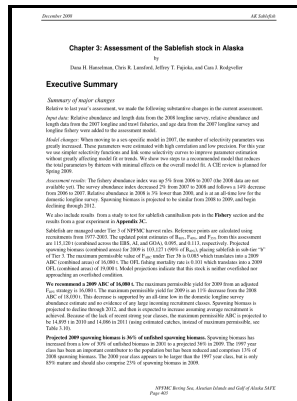 December 2008 AK Sablefish
Chapter 3: Assessment of the Sablefish stock in Alaska
by
Dana H. Hanselman, Chris R. Lunsford, Jeffrey T. Fujioka, and Cara J. Rodgveller
Executive Summary
Summary of major changes
Relative to last year's assessment, we made the following substantive changes in the current assessment.
Input data: Relative abundance and length data from the 2008 longline survey, relative abundance and
length data from the 2007 longline and trawl fisheries, and age data from the 2007 longline survey and
longline fishery were added to the assessment model.
Model changes: When moving to a sex-specific model in 2007, the number of selectivity parameters was
greatly increased. These parameters were estimated with high correlation and low precision. For this year
we use simpler selectivity functions and link some selectivity curves to improve parameter estimation
without greatly affecting model fit or trends. We show two steps to a recommended model that reduces
the total parameters by thirteen with minimal effects on the overall model fit. A CIE review is planned for
Spring 2009.
Assessment results: The fishery abundance index was up 5% from 2006 to 2007 (the 2008 data are not
available yet). The survey abundance index decreased 2% from 2007 to 2008 and follows a 14% decrease
from 2006 to 2007. Relative abundance in 2008 is 3% lower than 2000, and is at an all-time low for the
domestic longline survey. Spawning biomass is projected to be similar from 2008 to 2009, and begin
declining through 2012.
We also include results from a study to test for sablefish cannibalism pots in the Fishery section and the
results from a gear experiment in Appendix 3C.
Sablefish are managed under Tier 3 of NPFMC harvest rules. Reference points are calculated using
recruitments from 1977-2003. The updated point estimates of B40%, F40%, and F35% from this assessment
are 115,120 t (combined across the EBS, AI, and GOA), 0.095, and 0.113, respectively. Projected
spawning biomass (combined areas) for 2009 is 103,127 t (90% of B40%), placing sablefish in sub-tier "b"
of Tier 3. The maximum permissible value of FABC under Tier 3b is 0.085 which translates into a 2009
ABC (combined areas) of 16,080 t. The OFL fishing mortality rate is 0.101 which translates into a 2009
OFL (combined areas) of 19,000 t. Model projections indicate this stock is neither overfished nor
approaching an overfished condition.
We recommend a 2009 ABC of 16,080 t. The maximum permissible yield for 2009 from an adjusted
F40% strategy is 16,080 t. The maximum permissible yield for 2009 is an 11% decrease from the 2008
ABC of 18,030 t. This decrease is supported by an all-time low in the domestic longline survey
abundance estimate and no evidence of any large incoming recruitment classes. Spawning biomass is
projected to decline through 2012, and then is expected to increase assuming average recruitment is
achieved. Because of the lack of recent strong year classes, the maximum permissible ABC is projected to
be 14,895 t in 2010 and 14,086 in 2011 (using estimated catches, instead of maximum permissible, see
Table 3.10).
Projected 2009 spawning biomass is 36% of unfished spawning biomass. Spawning biomass has
increased from a low of 30% of unfished biomass in 2001 to a projected 36% in 2009. The 1997 year
class has been an important contributor to the population but has been reduced and comprises 13% of
2008 spawning biomass. The 2000 year class appears to be larger than the 1997 year class, but is only
85% mature and should also comprise 23% of spawning biomass in 2009.
NPFMC Bering Sea, Aleutian Islands and Gulf of Alaska SAFE